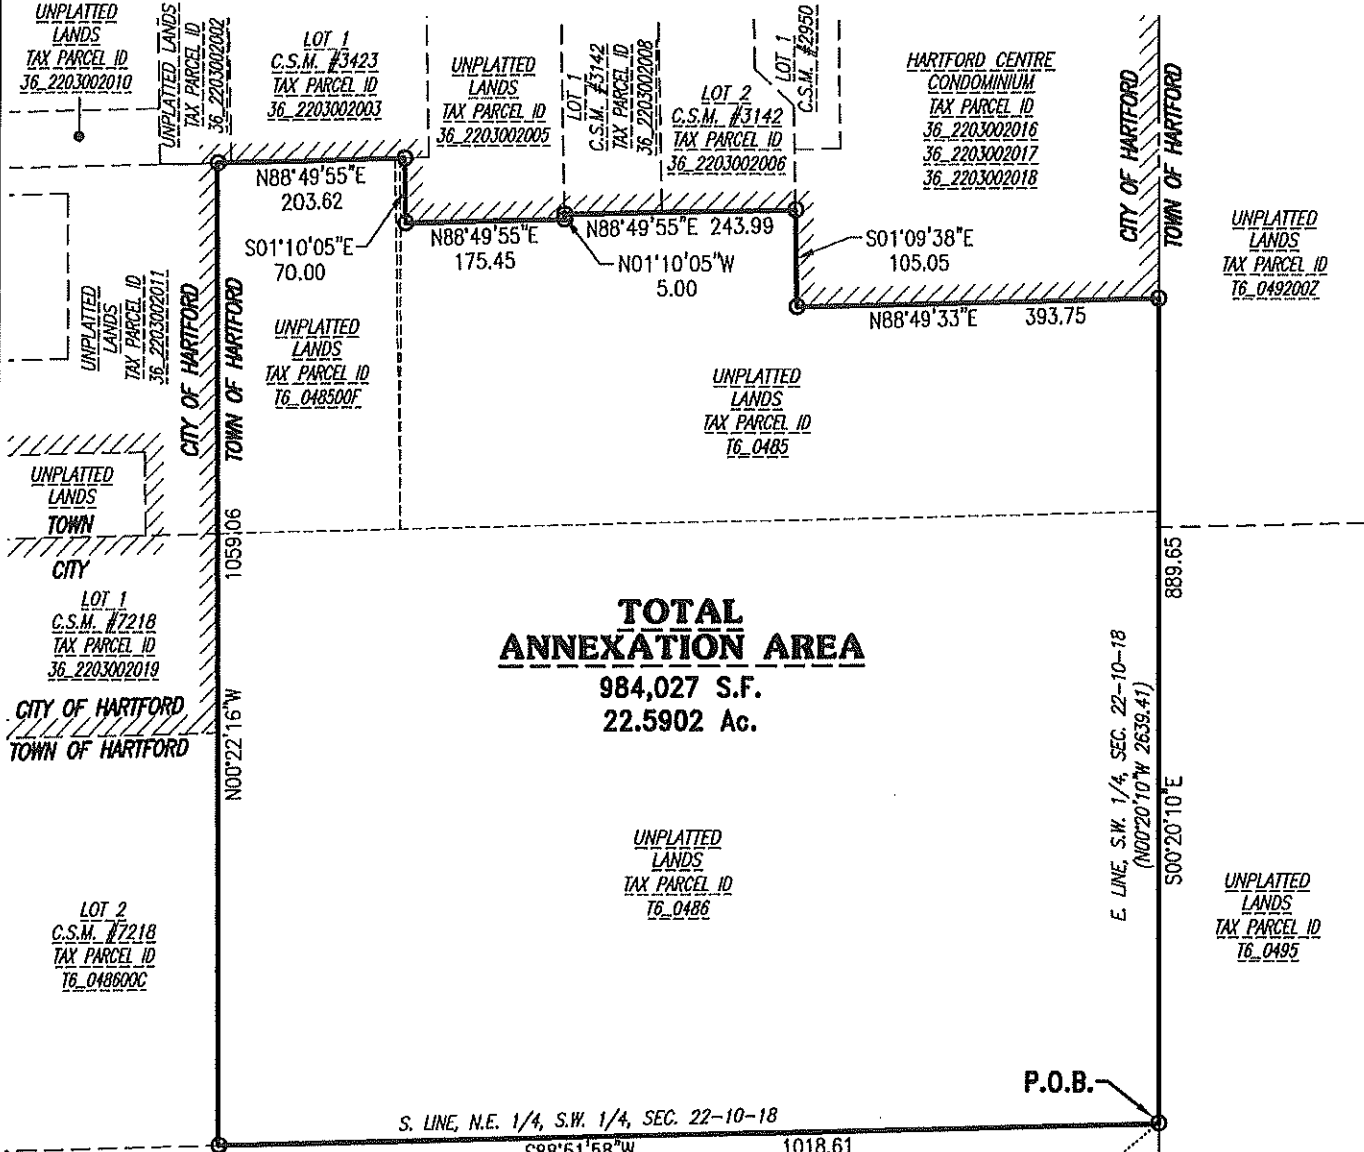 UNPLATTED
LANDS
TAX PARCEL ID
36_2203002010
UNPLATTED LANDS
TAX PARCEL ID
36_2203002002
LOT 1
C.S.M. #3423
TAX PARCEL ID
36_2203002003
UNPLATTED
LANDS
TAX PARCEL ID
36_2203002005
LOT 1
C.S.M. #3142
TAX PARCEL ID
36_2203002008
LOT 2
C.S.M. #3142
TAX PARCEL ID
36_2203002006
LOT 1
C.S.M. #2950
HARTFORD CENTRE
CONDOMINIUM
TAX PARCEL ID
36_2203002016
36_2203002017
36_2203002018
CITY OF HARTFORD
TOWN OF HARTFORD
UNPLATTED
LANDS
TAX PARCEL ID
T6_049200Z
N88°49'55"E
203.62
S01°10'05"E
70.00
N88°49'55"E
175.45
N88°49'55"E 243.99
N01°10'05"W
5.00
S01°09'38"E
105.05
N88°49'33"E 393.75
UNPLATTED
LANDS
TAX PARCEL ID
36_2203002011
CITY OF HARTFORD
TOWN OF HARTFORD
UNPLATTED
LANDS
TAX PARCEL ID
T6_048500F
UNPLATTED
LANDS
TAX PARCEL ID
T6_0485
UNPLATTED
LANDS
TOWN
CITY
LOT 1
C.S.M. #7218
TAX PARCEL ID
36_2203002019
CITY OF HARTFORD
TOWN OF HARTFORD
N00°22'16"W 1059.06
TOTAL
ANNEXATION AREA
984,027 S.F.
22.5902 Ac.
889.65
S00°20'10"E
E. LINE, S.W. 1/4, SEC. 22-10-18
(N00°20'10"W 2639.41)
UNPLATTED
LANDS
TAX PARCEL ID
T6_0486
LOT 2
C.S.M. #7218
TAX PARCEL ID
T6_048600C
UNPLATTED
LANDS
TAX PARCEL ID
T6_0495
P.O.B.
S. LINE, N.E. 1/4, S.W. 1/4, SEC. 22-10-18
S88°51'58"W 1018.61